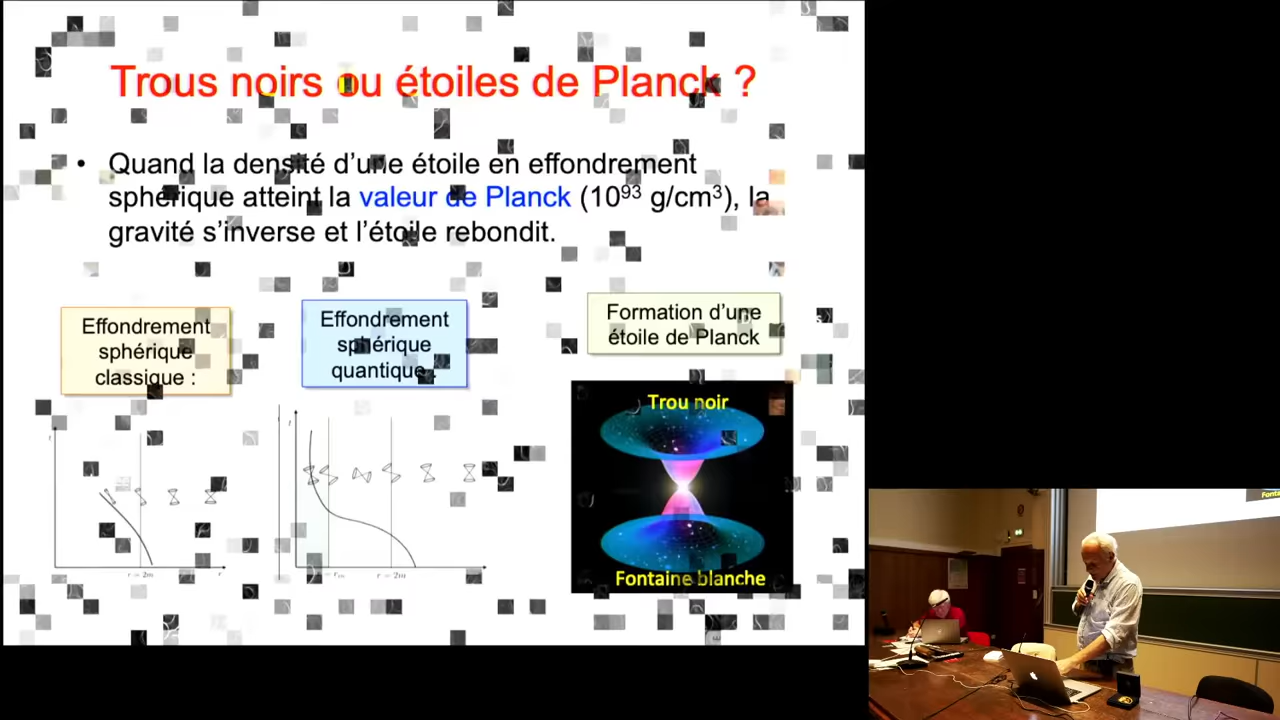 Trous noirs ou étoiles de Planck ?
• Quand la densité d’une étoile en effondrement
sphérique atteint la valeur de Planck (10⁹³ g/cm³), la
gravité s’inverse et l’étoile rebondit.
Effondrement
sphérique
classique :
Effondrement
sphérique
quantique :
Formation d’une
étoile de Planck
t
r = 2m
r
t
r = 2m
Trou noir
Fontaine blanche